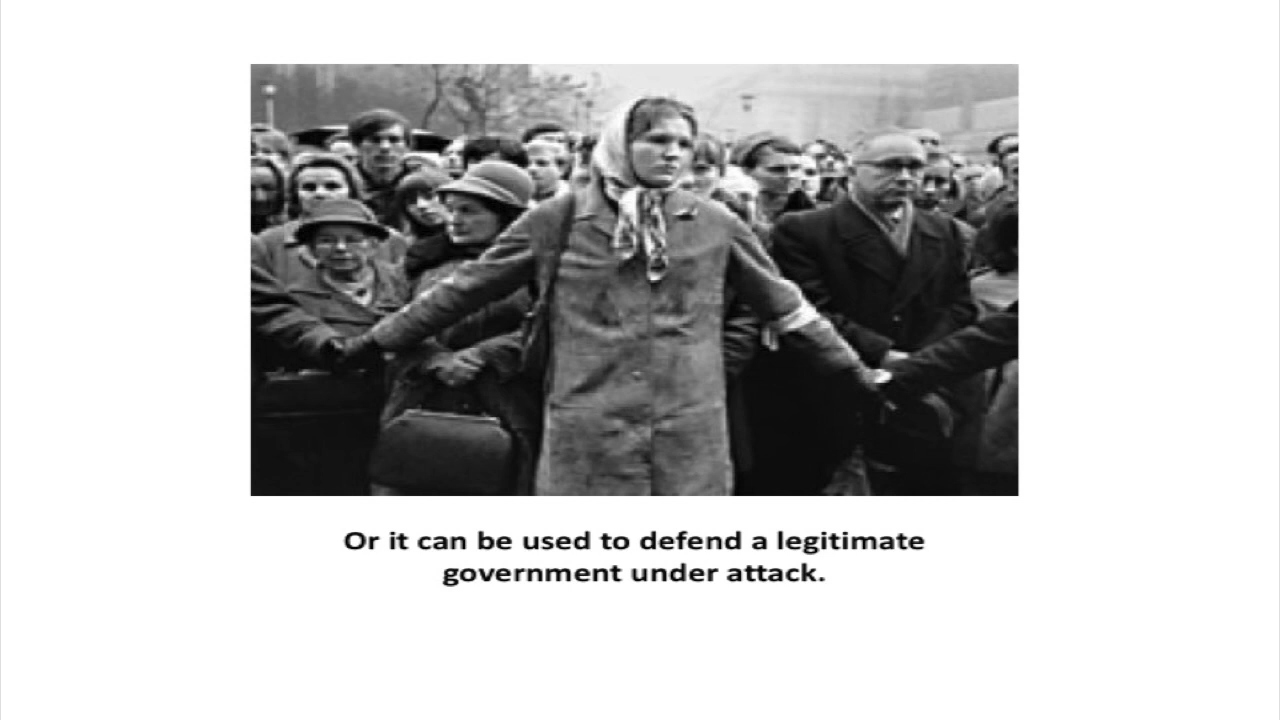 Or it can be used to defend a legitimate
government under attack.